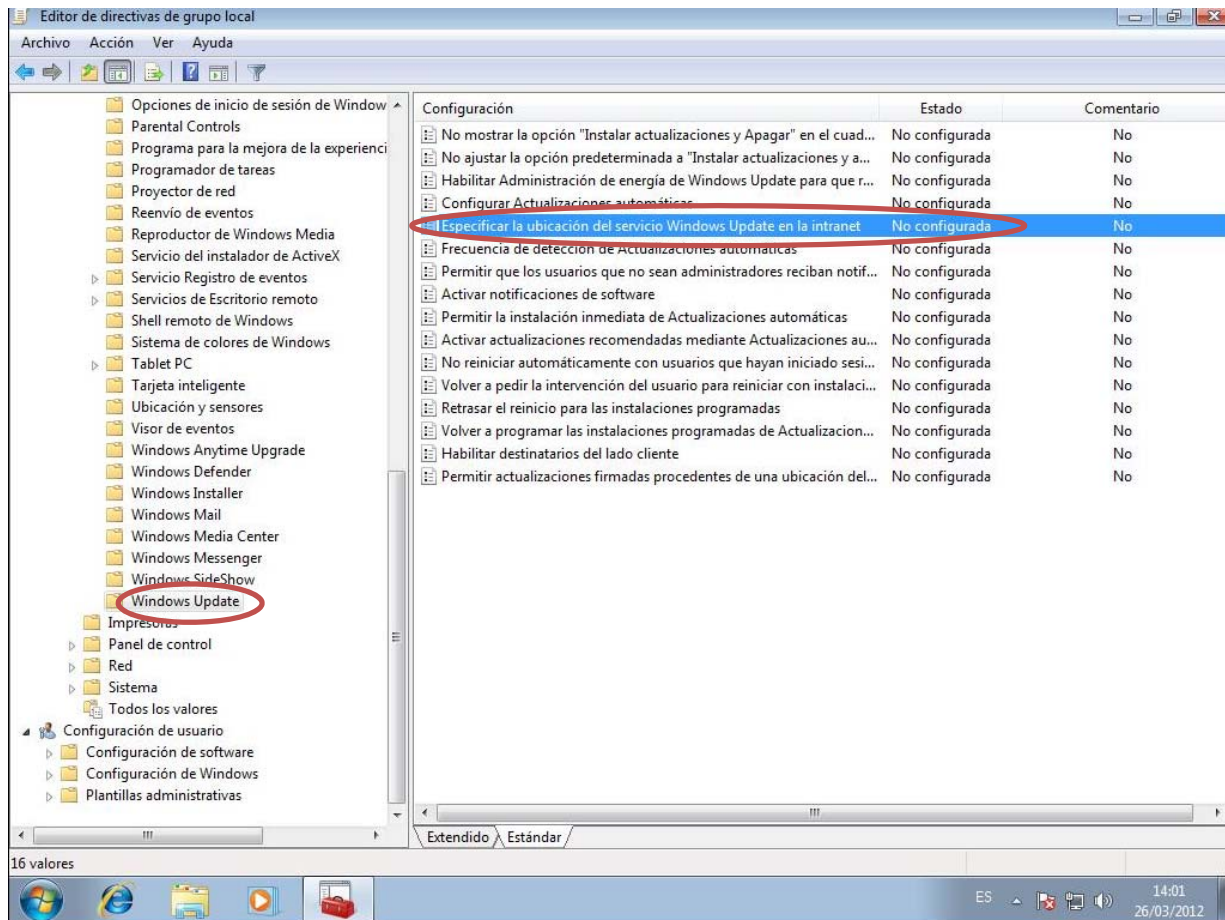 Editor de directivas de grupo local
Archivo Acción Ver Ayuda
Opciones de inicio de sesión de Window
Parental Controls
Programa para la mejora de la experienci
Programador de tareas
Proyector de red
Reenvío de eventos
Reproductor de Windows Media
Servicio del instalador de ActiveX
Servicio Registro de eventos
Servicios de Escritorio remoto
Shell remoto de Windows
Sistema de colores de Windows
Tablet PC
Tarjeta inteligente
Ubicación y sensores
Visor de eventos
Windows Anytime Upgrade
Windows Defender
Windows Installer
Windows Mail
Windows Media Center
Windows Messenger
Windows SideShow
Windows Update
Impresoras
Panel de control
Red
Sistema
Todos los valores
Configuración de usuario
Configuración de software
Configuración de Windows
Plantillas administrativas
Configuración Estado Comentario
No mostrar la opción "Instalar actualizaciones y Apagar" en el cuad... No configurada No
No ajustar la opción predeterminada a "Instalar actualizaciones y a... No configurada No
Habilitar Administración de energía de Windows Update para que r... No configurada No
Configurar Actualizaciones automáticas No configurada No
Especificar la ubicación del servicio Windows Update en la intranet No configurada No
Frecuencia de detección de Actualizaciones automáticas No configurada No
Permitir que los usuarios que no sean administradores reciban notif... No configurada No
Activar notificaciones de software No configurada No
Permitir la instalación inmediata de Actualizaciones automáticas No configurada No
Activar actualizaciones recomendadas mediante Actualizaciones au... No configurada No
No reiniciar automáticamente con usuarios que hayan iniciado sesi... No configurada No
Volver a pedir la intervención del usuario para reiniciar con instalaci... No configurada No
Retrasar el reinicio para las instalaciones programadas No configurada No
Volver a programar las instalaciones programadas de Actualizacion... No configurada No
Habilitar destinatarios del lado cliente No configurada No
Permitir actualizaciones firmadas procedentes de una ubicación del... No configurada No
Extendido Estándar
16 valores
ES 14:01
26/03/2012